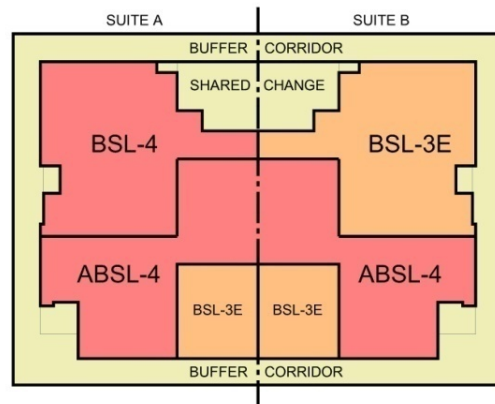 SUITE A SUITE B
BUFFER CORRIDOR
SHARED CHANGE
BSL-4 BSL-3E
ABSL-4 ABSL-4
BSL-3E BSL-3E
BUFFER CORRIDOR